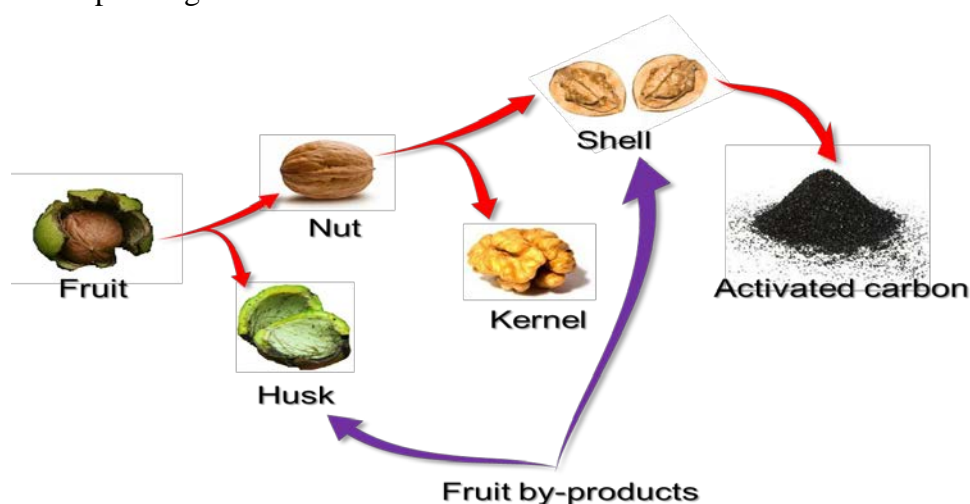 Shell
Nut
Fruit
Activated carbon
Kernel
Husk
Fruit by-products